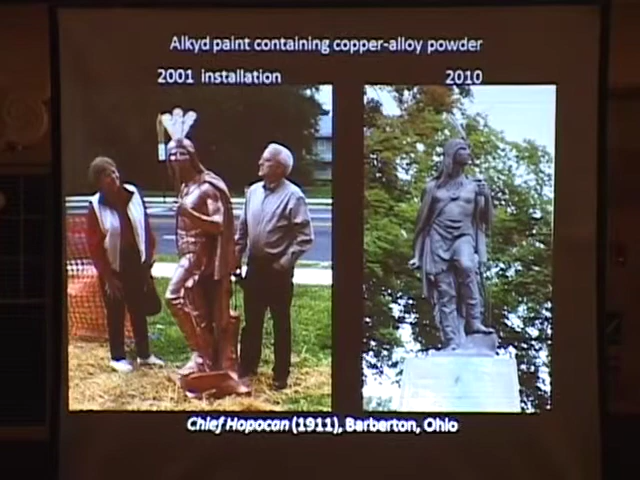 Alkyd paint containing copper-alloy powder
2001 installation
2010
Chief Hopocan (1911), Barberton, Ohio